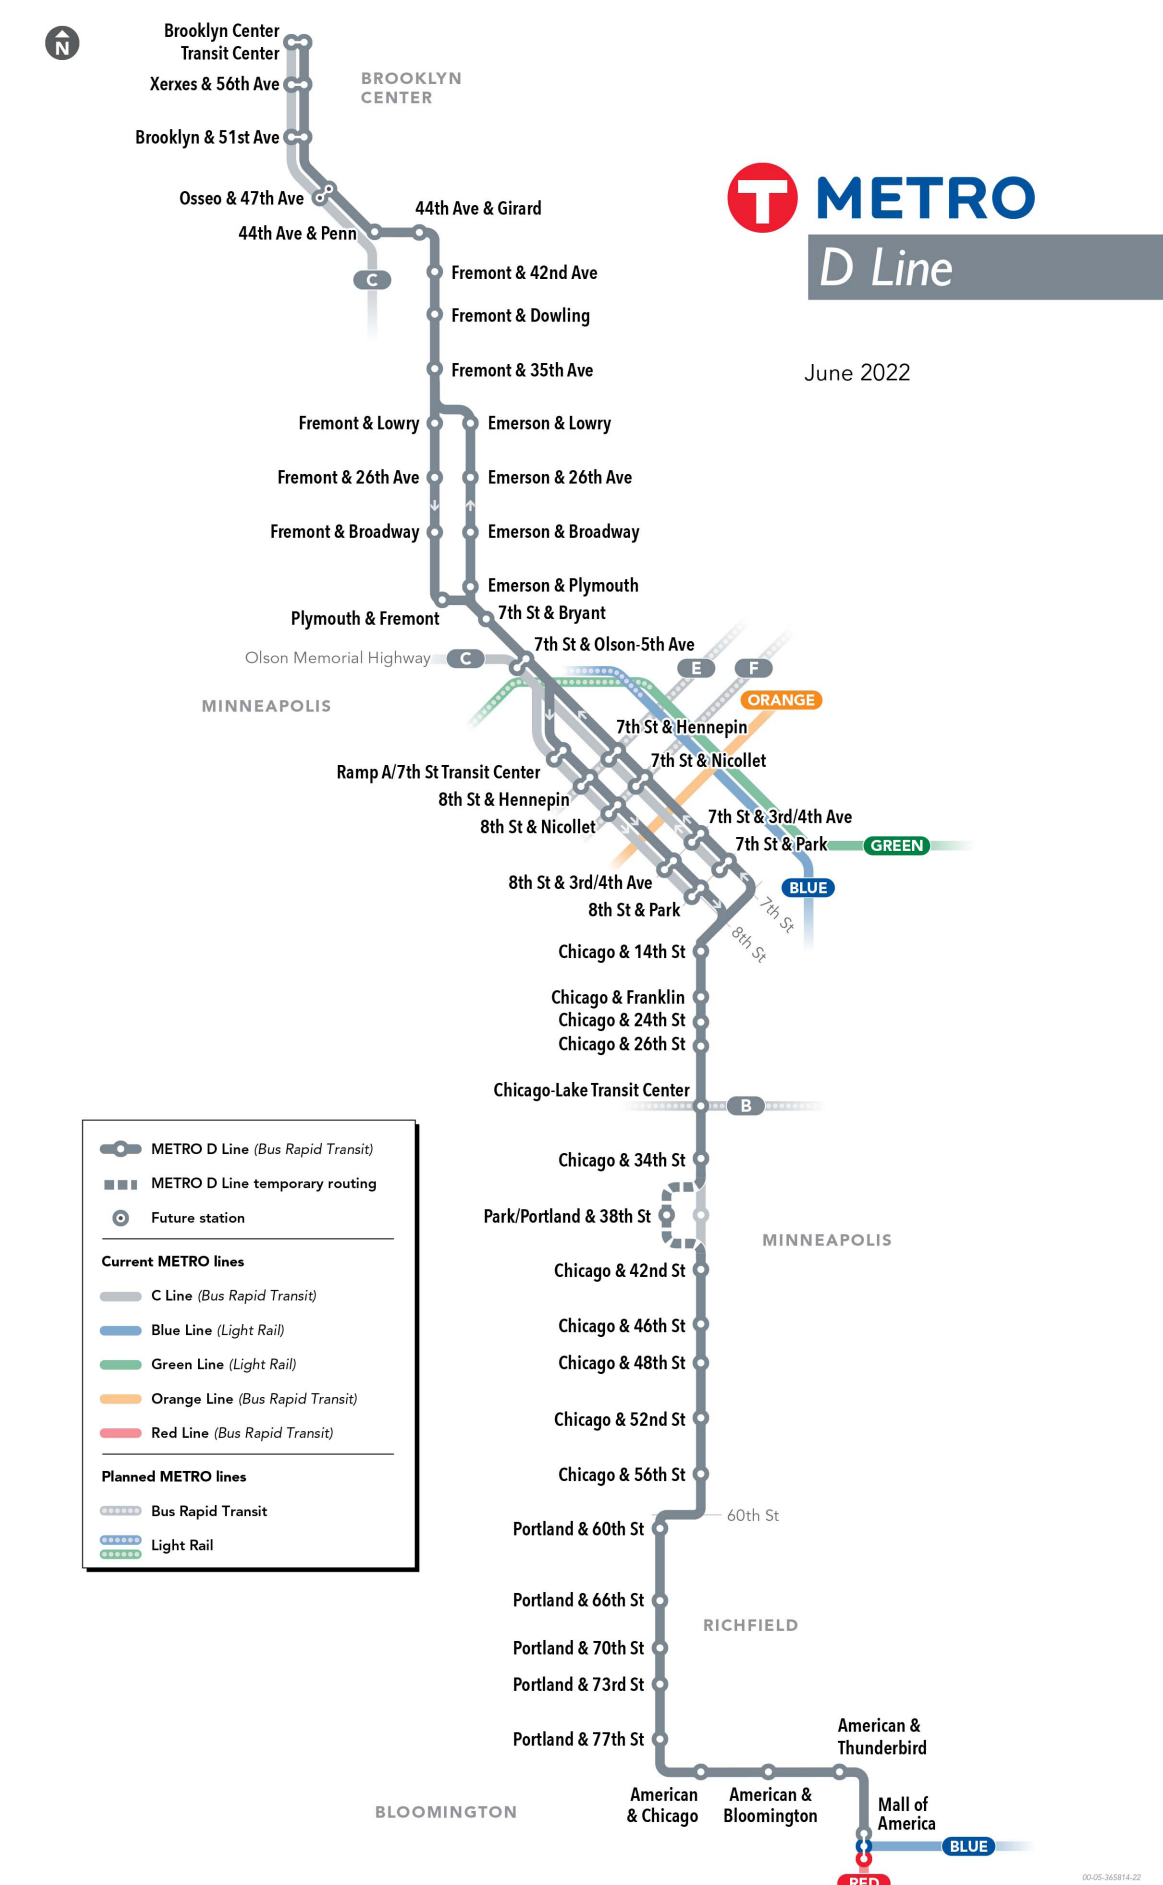 N
Brooklyn Center
Transit Center
BROOKLYN
CENTER
Xerxes & 56th Ave
Brooklyn & 51st Ave
T METRO
D Line
June 2022
Osseo & 47th Ave
44th Ave & Girard
44th Ave & Penn
C
Fremont & 42nd Ave
Fremont & Dowling
Fremont & 35th Ave
Fremont & Lowry
Emerson & Lowry
Fremont & 26th Ave
Emerson & 26th Ave
Fremont & Broadway
Emerson & Broadway
Emerson & Plymouth
Plymouth & Fremont
7th St & Bryant
7th St & Olson-5th Ave
Olson Memorial Highway
C
E
F
ORANGE
MINNEAPOLIS
7th St & Hennepin
7th St & Nicollet
Ramp A/7th St Transit Center
8th St & Hennepin
8th St & Nicollet
7th St & 3rd/4th Ave
7th St & Park
GREEN
8th St & 3rd/4th Ave
BLUE
8th St & Park
7th St
8th St
Chicago & 14th St
Chicago & Franklin
Chicago & 24th St
Chicago & 26th St
Chicago-Lake Transit Center
B
Chicago & 34th St
Park/Portland & 38th St
MINNEAPOLIS
Chicago & 42nd St
Chicago & 46th St
Chicago & 48th St
Chicago & 52nd St
Chicago & 56th St
60th St
Portland & 60th St
Portland & 66th St
RICHFIELD
Portland & 70th St
Portland & 73rd St
Portland & 77th St
American &
Thunderbird
American
& Chicago
American &
Bloomington
Mall of
America
BLOOMINGTON
BLUE
RED
METRO D Line (Bus Rapid Transit)
METRO D Line temporary routing
Future station
Current METRO lines
C Line (Bus Rapid Transit)
Blue Line (Light Rail)
Green Line (Light Rail)
Orange Line (Bus Rapid Transit)
Red Line (Bus Rapid Transit)
Planned METRO lines
Bus Rapid Transit
Light Rail
00-05-365814-22